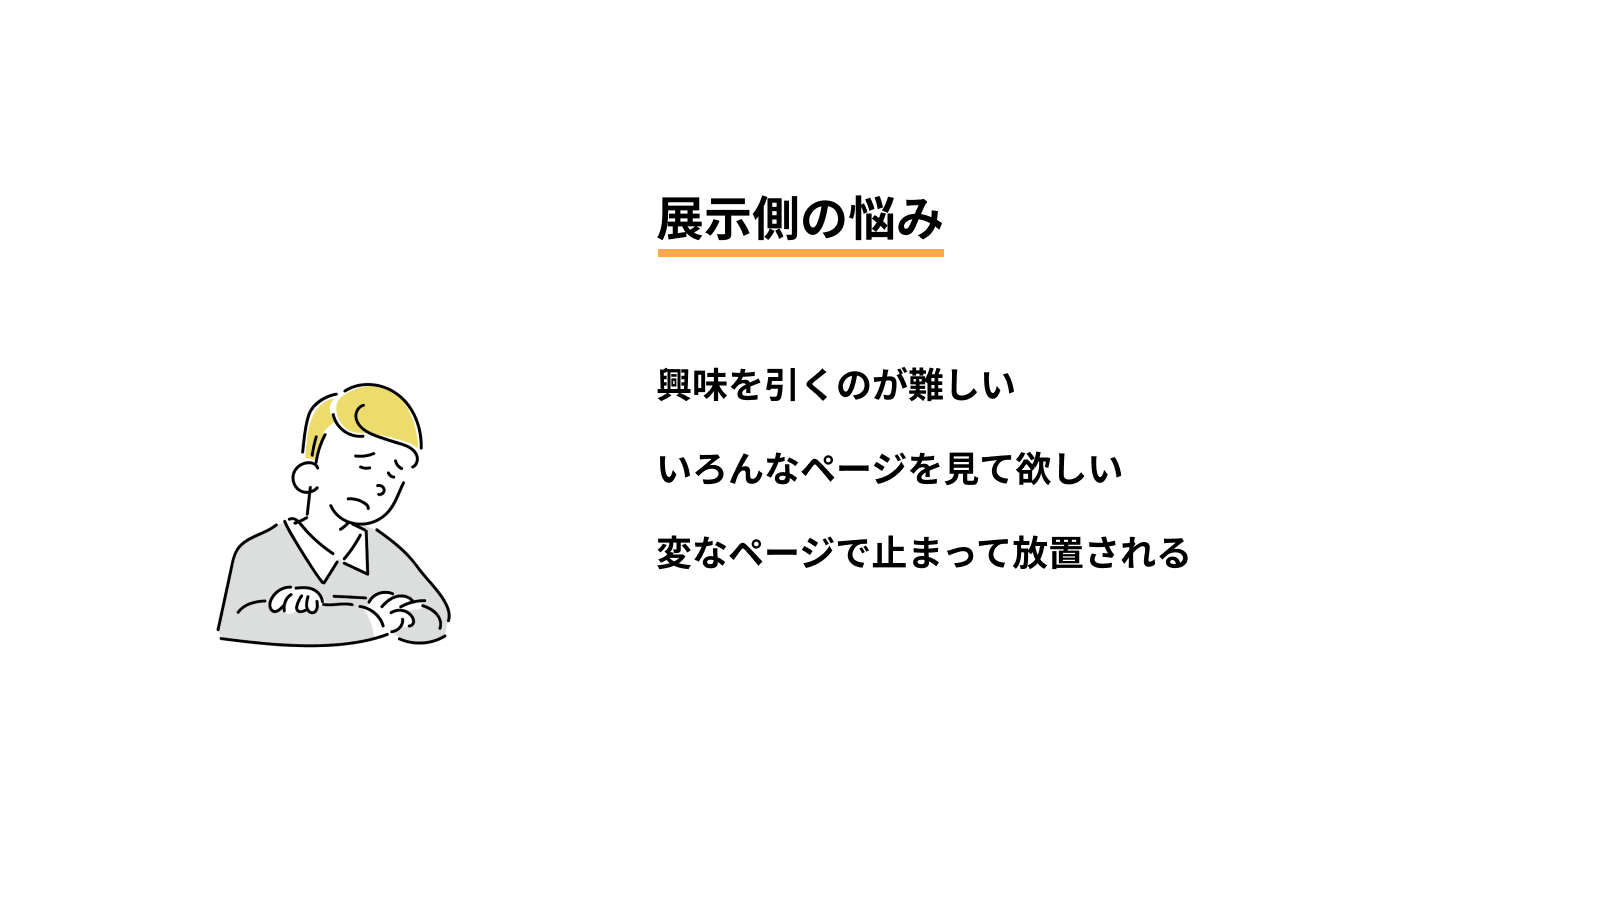 展示側の悩み
興味を引くのが難しい
いろんなページを見て欲しい
変なページで止まって放置される